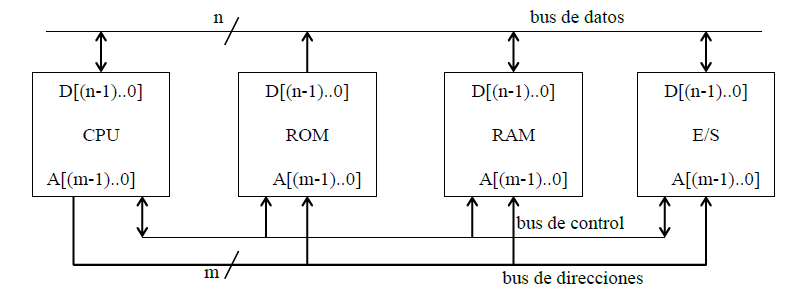 n
bus de datos
D[(n-1)..0] D[(n-1)..0] D[(n-1)..0] D[(n-1)..0]
CPU ROM RAM E/S
A[(m-1)..0] A[(m-1)..0] A[(m-1)..0] A[(m-1)..0]
bus de control
m
bus de direcciones